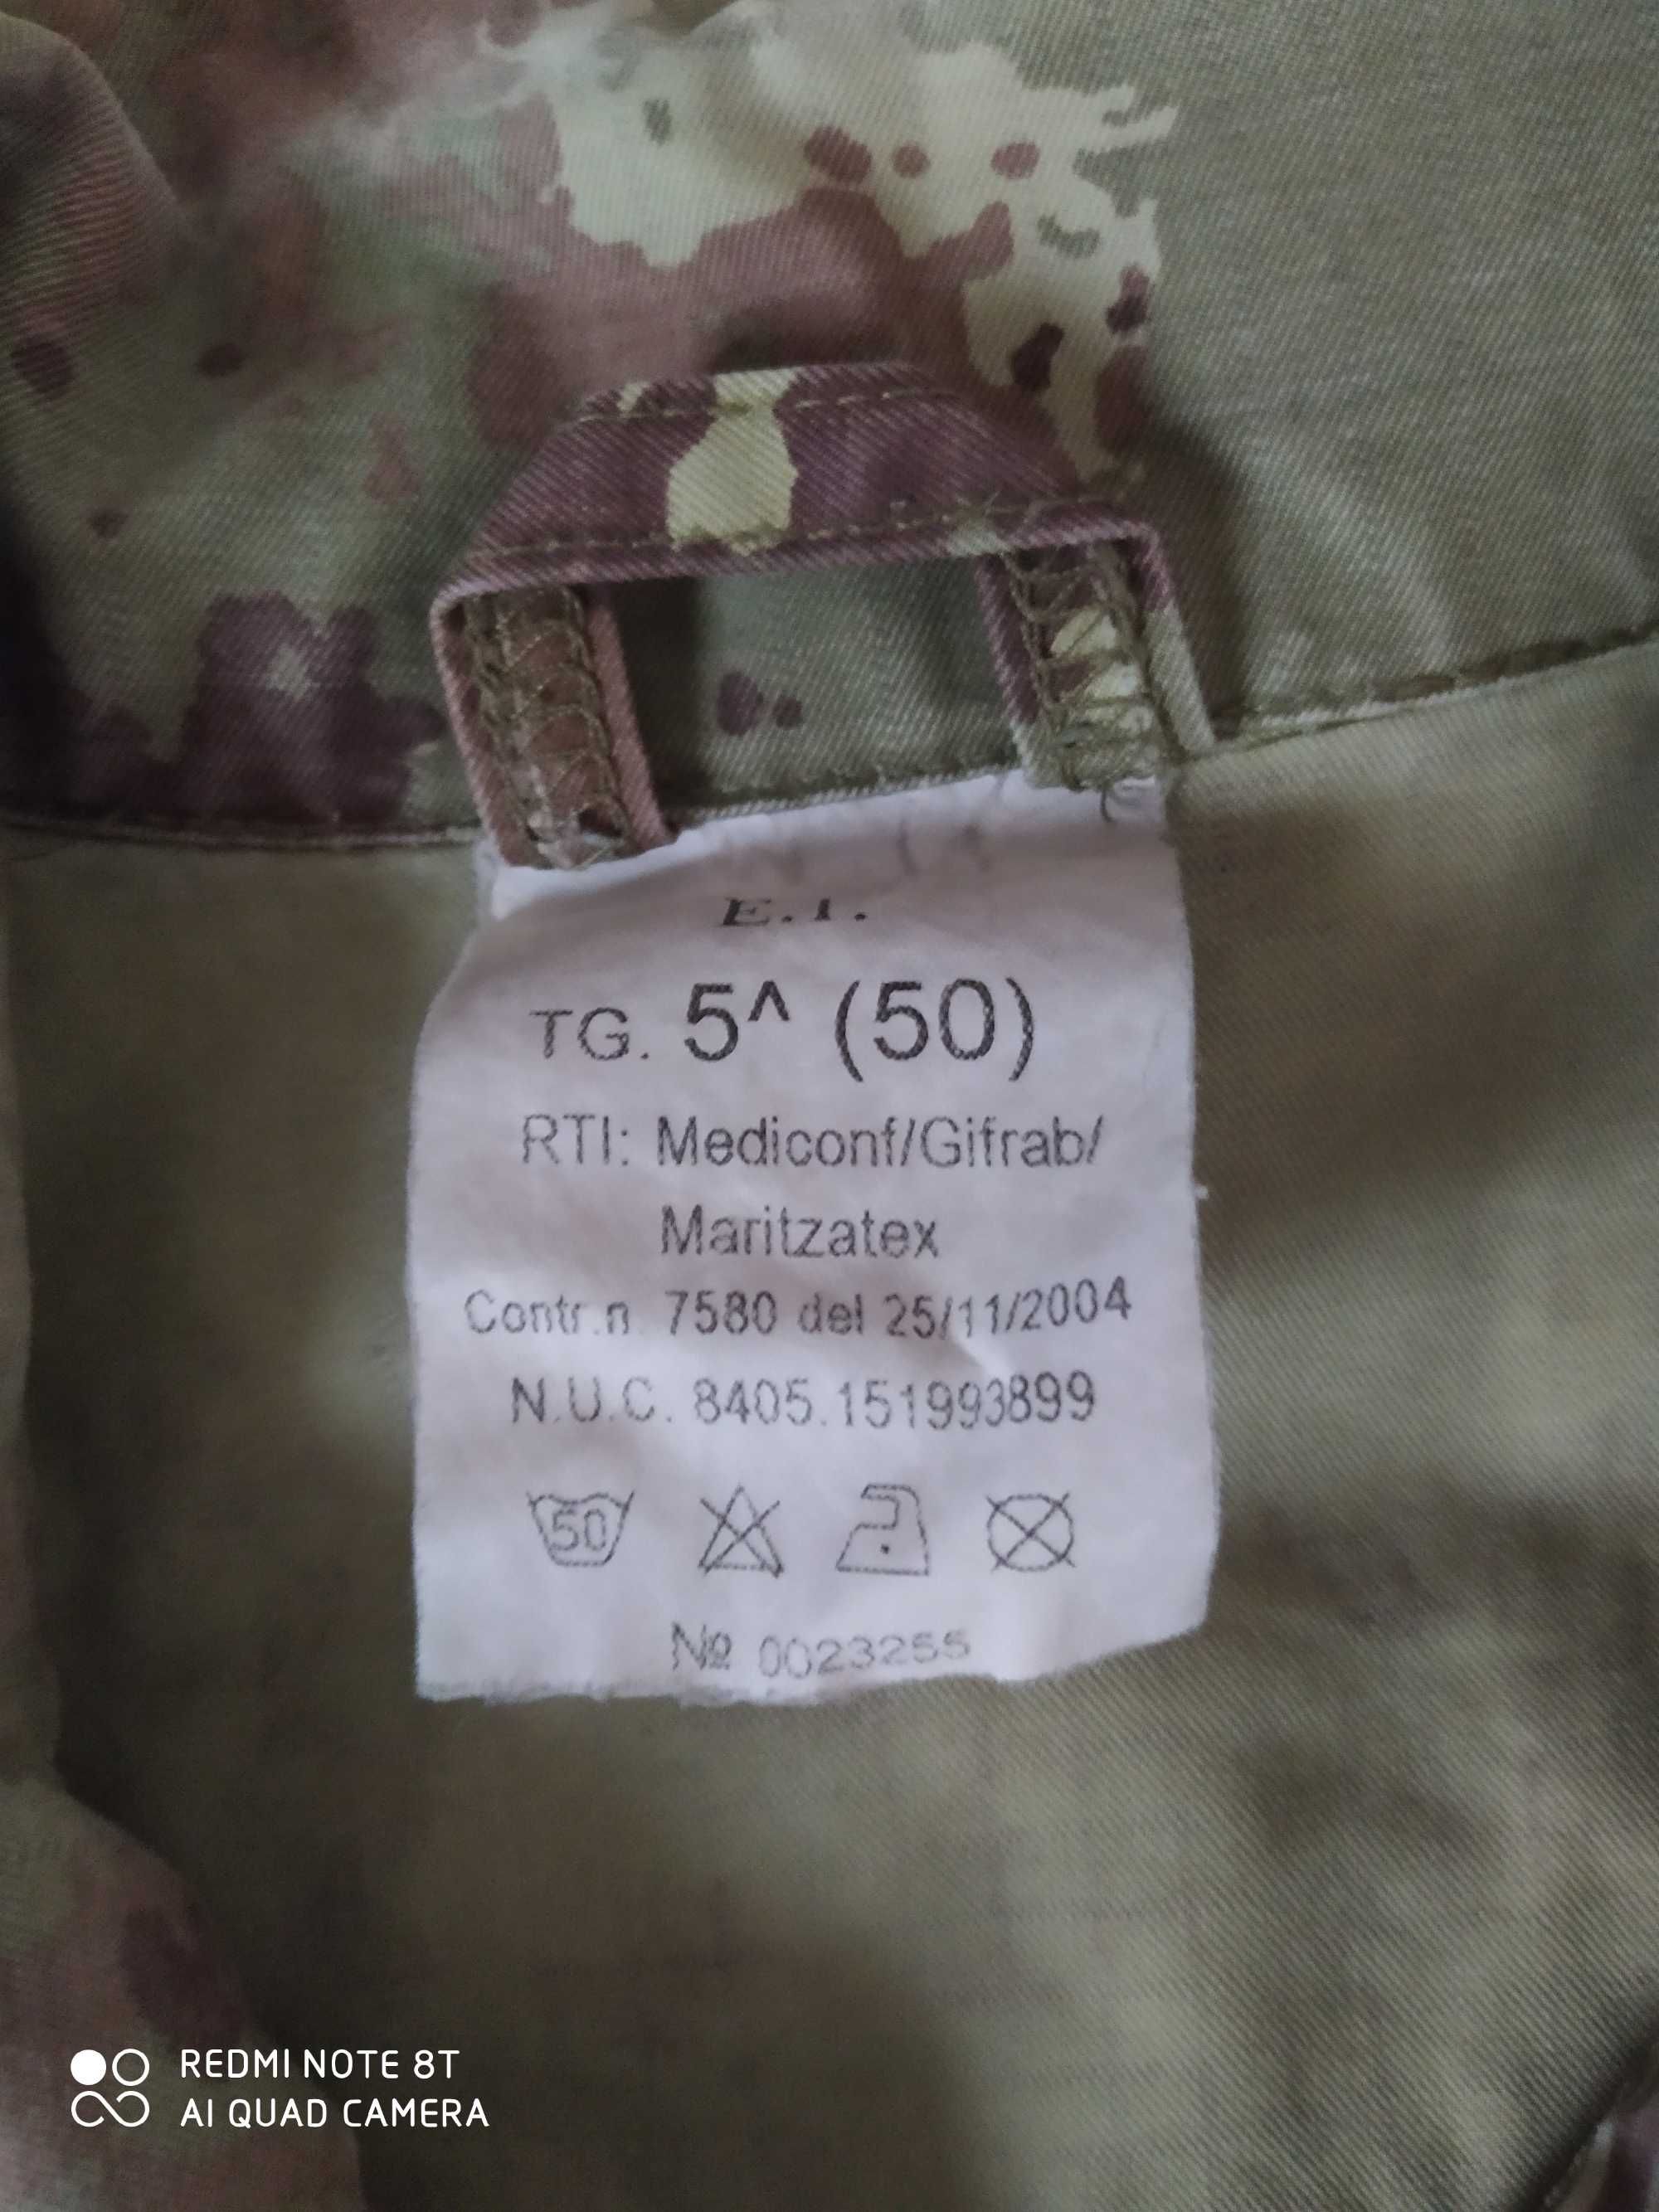 E.I.
TG. 5^ (50)
RTI: Mediconf/Gifrab/
Maritzatex
Contr.n. 7580 del 25/11/2004
N.U.C. 8405.151993899
50
№ 0023255
REDMI NOTE 8T
AI QUAD CAMERA